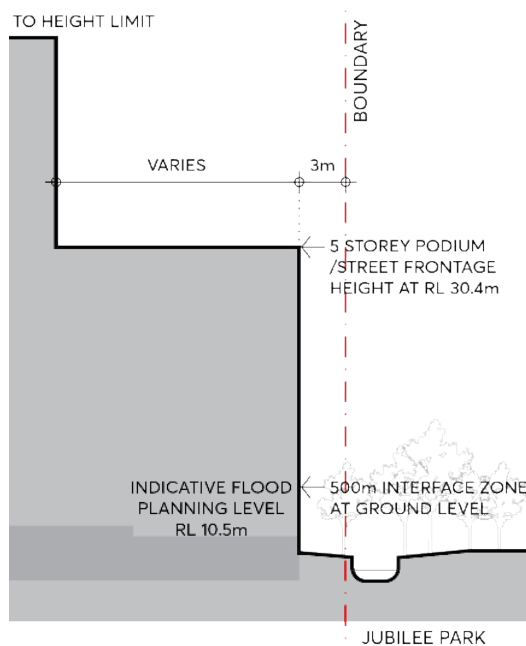 TO HEIGHT LIMIT
BOUNDARY
VARIES
3m
5 STOREY PODIUM
/STREET FRONTAGE
HEIGHT AT RL 30.4m
INDICATIVE FLOOD
PLANNING LEVEL
RL 10.5m
500m INTERFACE ZONE
AT GROUND LEVEL
JUBILEE PARK